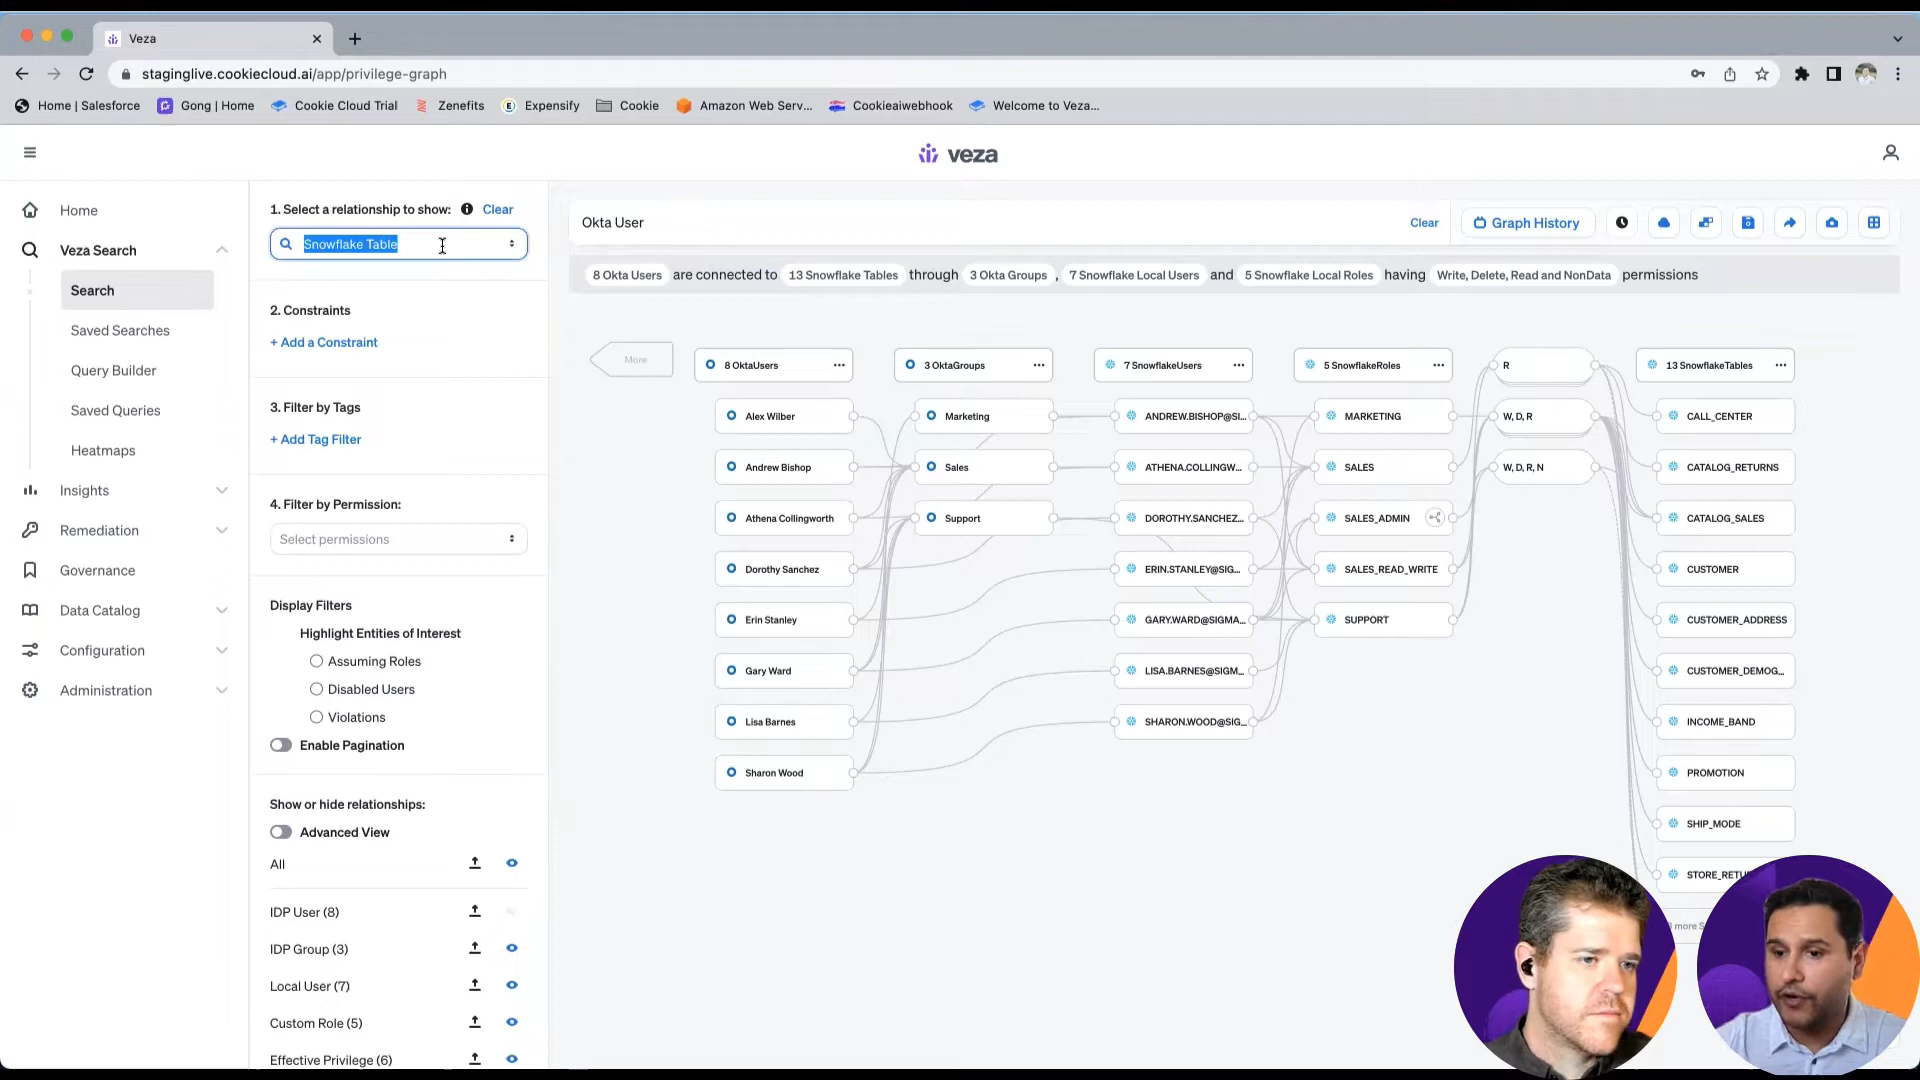 Veza
staginglive.cookiecloud.ai/app/privilege-graph
Home | Salesforce
Gong | Home
Cookie Cloud Trial
Zenefits
Expensify
Cookie
Amazon Web Serv...
Cookieaiwebhook
Welcome to Veza...
veza
Home
Veza Search
Search
Saved Searches
Query Builder
Saved Queries
Heatmaps
Insights
Remediation
Governance
Data Catalog
Configuration
Administration
1. Select a relationship to show:
Clear
Snowflake Table
2. Constraints
+ Add a Constraint
3. Filter by Tags
+ Add Tag Filter
4. Filter by Permission:
Select permissions
Display Filters
Highlight Entities of Interest
Assuming Roles
Disabled Users
Violations
Enable Pagination
Show or hide relationships:
Advanced View
All
IDP User (8)
IDP Group (3)
Local User (7)
Custom Role (5)
Effective Privilege (6)
Okta User
Clear
Graph History
8 Okta Users are connected to 13 Snowflake Tables through 3 Okta Groups , 7 Snowflake Local Users and 5 Snowflake Local Roles having Write, Delete, Read and NonData permissions
More
8 OktaUsers
Alex Wilber
Andrew Bishop
Athena Collingworth
Dorothy Sanchez
Erin Stanley
Gary Ward
Lisa Barnes
Sharon Wood
3 OktaGroups
Marketing
Sales
Support
7 SnowflakeUsers
ANDREW.BISHOP@SI...
ATHENA.COLLINGW...
DOROTHY.SANCHEZ...
ERIN.STANLEY@SIG...
GARY.WARD@SIGMA...
LISA.BARNES@SIGM...
SHARON.WOOD@SIG...
5 SnowflakeRoles
MARKETING
SALES
SALES_ADMIN
SALES_READ_WRITE
SUPPORT
R
W, D, R
W, D, R, N
13 SnowflakeTables
CALL_CENTER
CATALOG_RETURNS
CATALOG_SALES
CUSTOMER
CUSTOMER_ADDRESS
CUSTOMER_DEMOG...
INCOME_BAND
PROMOTION
SHIP_MODE
STORE_RETU
more S